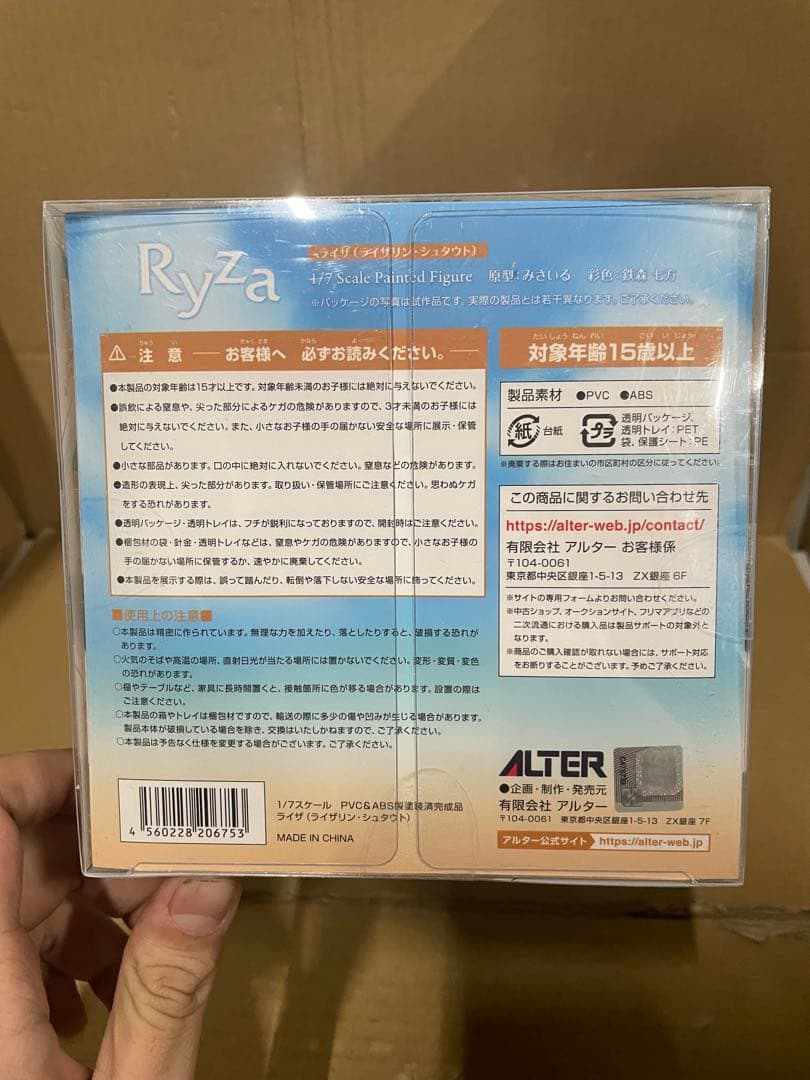 Ryza
ライザ（ライザリン・シュタウト）
1/7 Scale Painted Figure 原型：みさいる 彩色：鉄森 七方
※パッケージの写真は試作品です。実際の製品とは若干異なります。ご了承ください。
ちゅう い きゃく さま かなら よ
⚠ 注 意 ── お客様へ 必ずお読みください。──
●本製品の対象年齢は15才以上です。対象年齢未満のお子様には絶対に与えないでください。
●誤飲による窒息や、尖った部分によるケガの危険がありますので、3才未満のお子様には
絶対に与えないでください。また、小さなお子様の手の届かない安全な場所に展示・保管
してください。
●小さな部品があります。口の中に絶対に入れないでください。窒息などの危険があります。
●造形の表現上、尖った部分があります。取り扱い・保管場所にご注意ください。思わぬケガ
をする恐れがあります。
●透明パッケージ・透明トレイは、フチが鋭利になっておりますので、開封時はご注意ください。
●梱包材の袋・針金・透明トレイなどは、窒息やケガの危険がありますので、小さなお子様の
手の届かない場所に保管するか、速やかに廃棄してください。
●本製品を展示する際は、誤って踏んだり、転倒や落下しない安全な場所に飾ってください。
■使用上の注意■
○本製品は精密に作られています。無理な力を加えたり、落としたりすると、破損する恐れが
あります。
○火気のそばや高温の場所、直射日光が当たる場所には置かないでください。変形・変質・変色
の恐れがあります。
○棚やテーブルなど、家具に長時間置くと、接触箇所に色が移る場合があります。設置の際は
ご注意ください。
○本製品の箱やトレイは梱包材ですので、輸送の際に多少の傷や凹みが生じる場合があります。
製品本体が破損している場合を除き、交換はいたしかねますので、ご了承ください。
○本製品は予告なく仕様を変更する場合がございます。ご了承ください。
4 560228 206753
1/7スケール PVC&ABS製塗装済完成品
ライザ（ライザリン・シュタウト）
MADE IN CHINA
たい しょう ねん れい さい い じょう
対象年齢15歳以上
製品素材 ●PVC ●ABS
紙 台紙
プラ 透明パッケージ、
透明トレイ：PET
袋、保護シート：PE
※廃棄する際はお住まいの市区町村の区分に従ってください。
この商品に関するお問い合わせ先
https://alter-web.jp/contact/
有限会社 アルター お客様係
〒104-0061
東京都中央区銀座1-5-13 ZX銀座 6F
※サイトの専用フォームよりお問い合わせください。
※中古ショップ、オークションサイト、フリマアプリなどの
二次流通における購入品は製品サポートの対象外と
なります。
※商品のご購入確認が取れない場合には、サポート対応
をお断りすることがございます。予めご了承ください。
ALTER
●企画・制作・発売元
有限会社 アルター
〒104-0061 東京都中央区銀座1-5-13 ZX銀座 7F
アルター公式サイト https://alter-web.jp